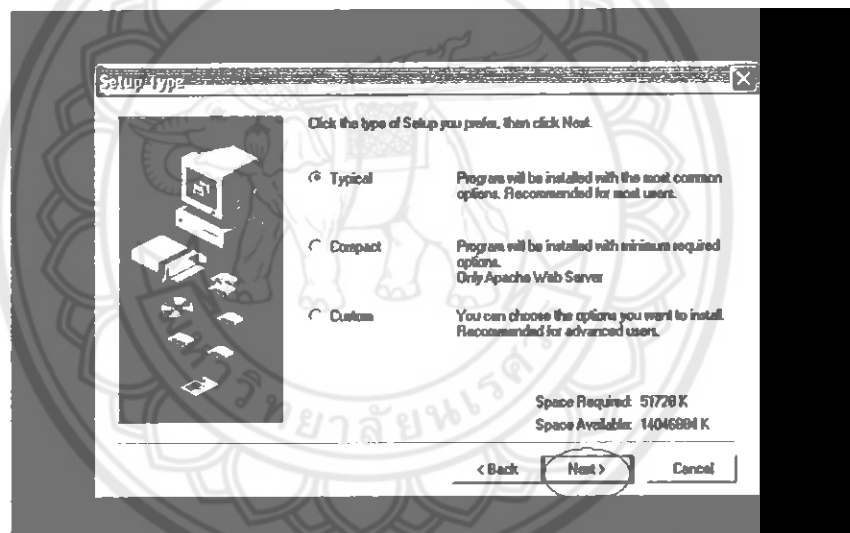 Setup Type
Click the type of Setup you prefer, then click Next.
Typical
Program will be installed with the most common
options. Recommended for most users.
Compact
Program will be installed with minimum required
options.
Only Apache Web Server
Custom
You can choose the options you want to install.
Recommended for advanced users.
Space Required: 51720 K
Space Available: K
< Back
Next >
Cancel